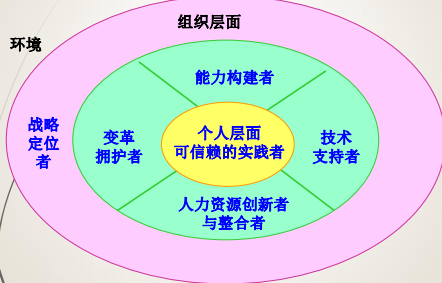 组织层面
环境
能力构建者
战略
定位
者
变革
拥护者
个人层面
可信赖的实践者
技术
支持者
人力资源创新者
与整合者